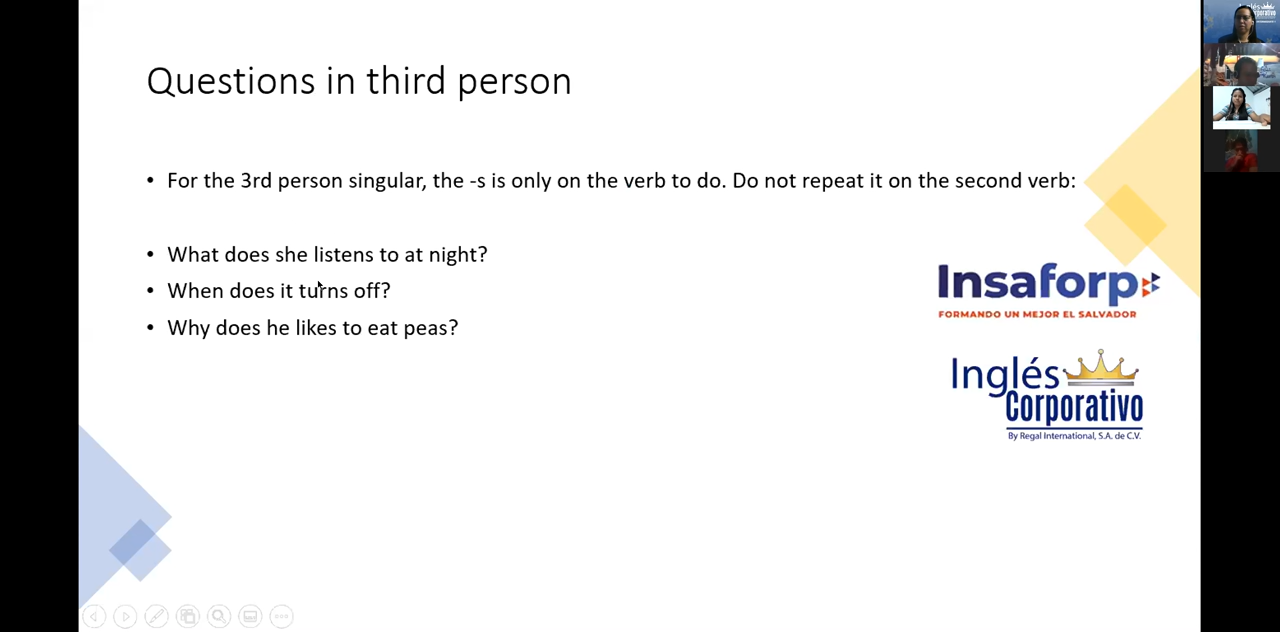 Questions in third person
• For the 3rd person singular, the -s is only on the verb to do. Do not repeat it on the second verb:
• What does she listens to at night?
• When does it turns off?
• Why does he likes to eat peas?
Insaforp
FORMANDO UN MEJOR EL SALVADOR
Inglés
Corporativo
By Regal International, S.A. de C.V.